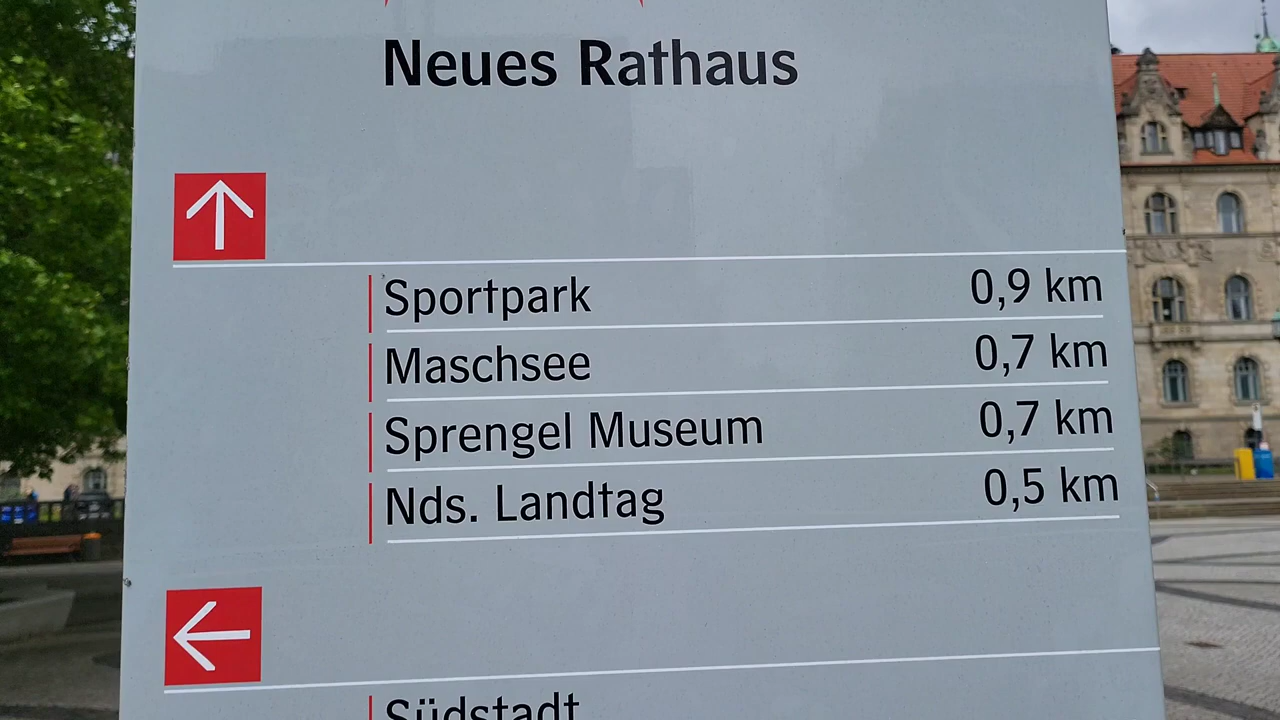 Neues Rathaus
Sportpark 0,9 km
Maschsee 0,7 km
Sprengel Museum 0,7 km
Nds. Landtag 0,5 km
Südstadt